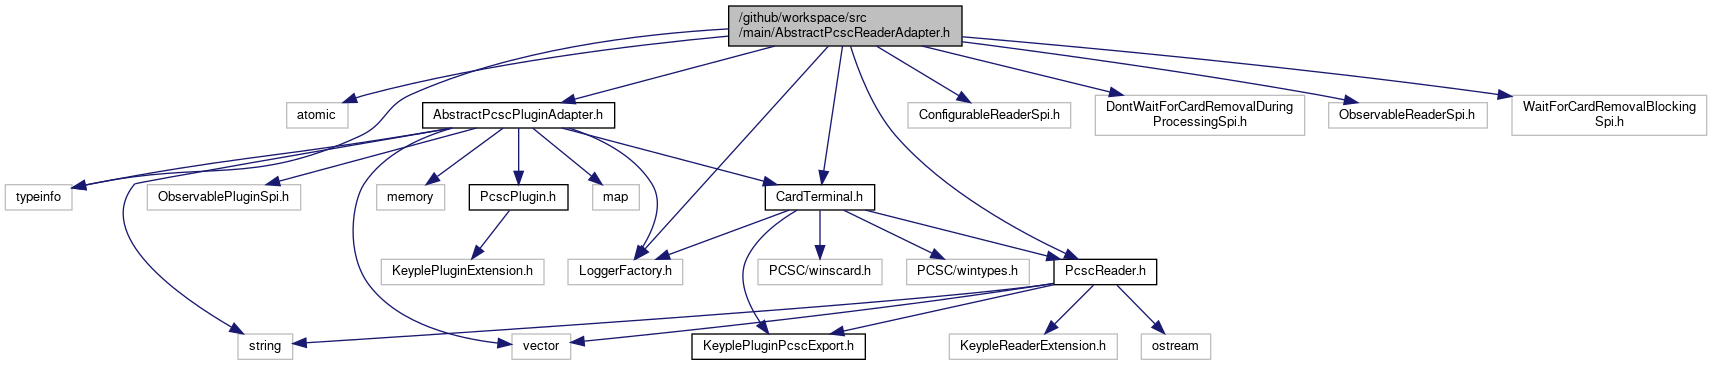 /github/workspace/src
/main/AbstractPcscReaderAdapter.h
atomic
AbstractPcscPluginAdapter.h
ConfigurableReaderSpi.h
DontWaitForCardRemovalDuring
ProcessingSpi.h
ObservableReaderSpi.h
WaitForCardRemovalBlocking
Spi.h
typeinfo
ObservablePluginSpi.h
memory
PcscPlugin.h
map
CardTerminal.h
KeyplePluginExtension.h
LoggerFactory.h
PCSC/winscard.h
PCSC/wintypes.h
PcscReader.h
string
vector
KeyplePluginPcscExport.h
KeypleReaderExtension.h
ostream